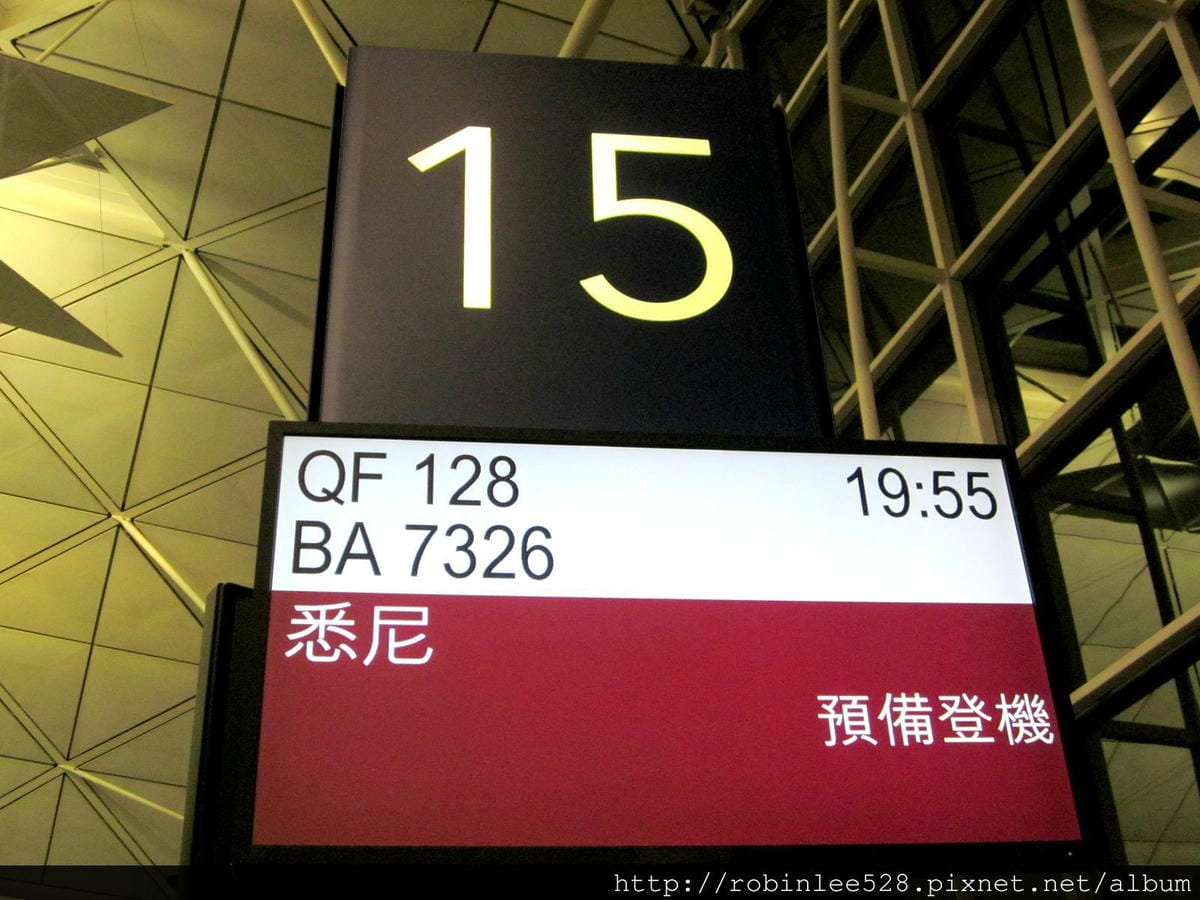 15
QF 128 19:55
BA 7326
悉尼
預備登機
http://robinlee528.pixnet.net/album